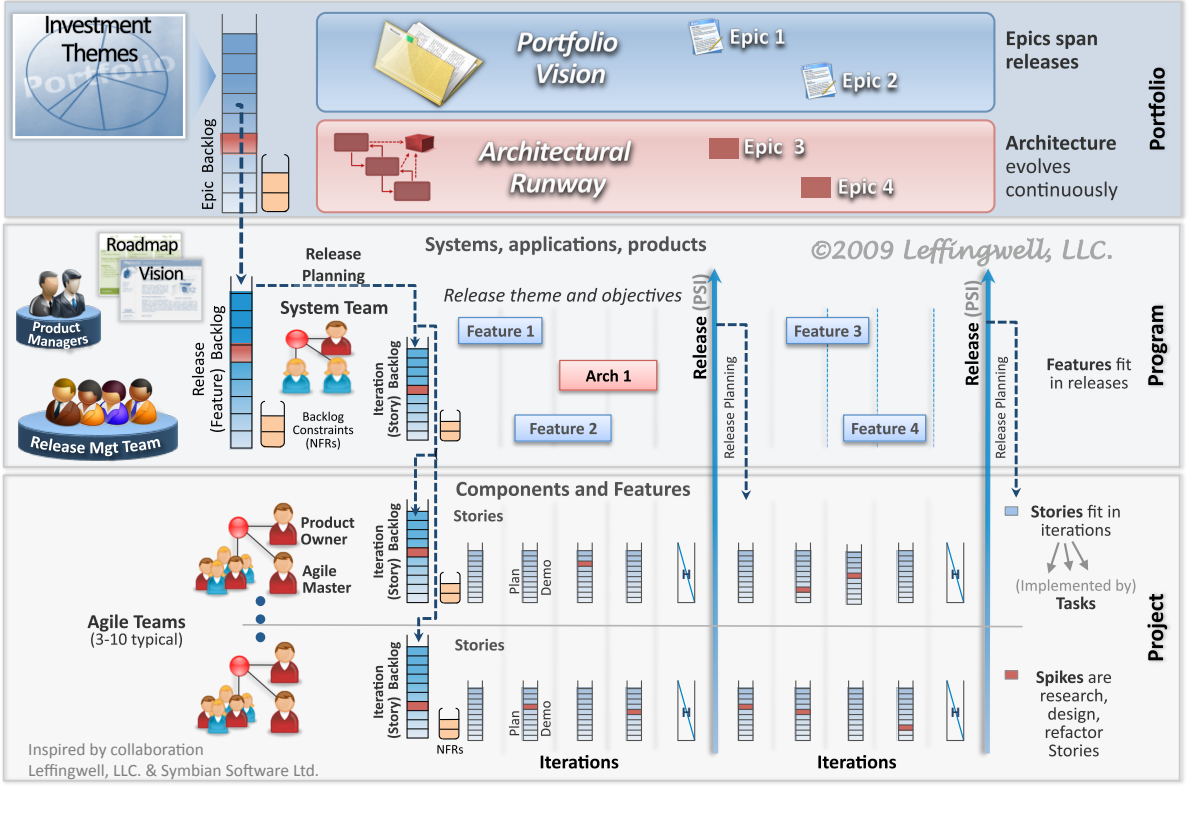 Investment
Themes
Portfolio
Epic Backlog
Portfolio
Vision
Epic 1
Epic 2
Epics span
releases
Architectural
Runway
Epic 3
Epic 4
Architecture
evolves
continuously
Portfolio
Roadmap
Vision
Product
Managers
Release Mgt Team
Release
(Feature) Backlog
Release
Planning
System Team
Backlog
Constraints
(NFRs)
Iteration
(Story) Backlog
Systems, applications, products
©2009 Leffingwell, LLC.
Release theme and objectives
Feature 1
Arch 1
Feature 2
Release (PSI)
Release Planning
Feature 3
Feature 4
Release (PSI)
Release Planning
Features fit
in releases
Program
Components and Features
Product
Owner
Agile
Master
Agile Teams
(3-10 typical)
Iteration
(Story) Backlog
Stories
Plan
Demo
H
H
Stories fit in
iterations
(Implemented by)
Tasks
Project
Iteration
(Story) Backlog
NFRs
Stories
Plan
Demo
H
H
Spikes are
research,
design,
refactor
Stories
Iterations
Iterations
Inspired by collaboration
Leffingwell, LLC. & Symbian Software Ltd.